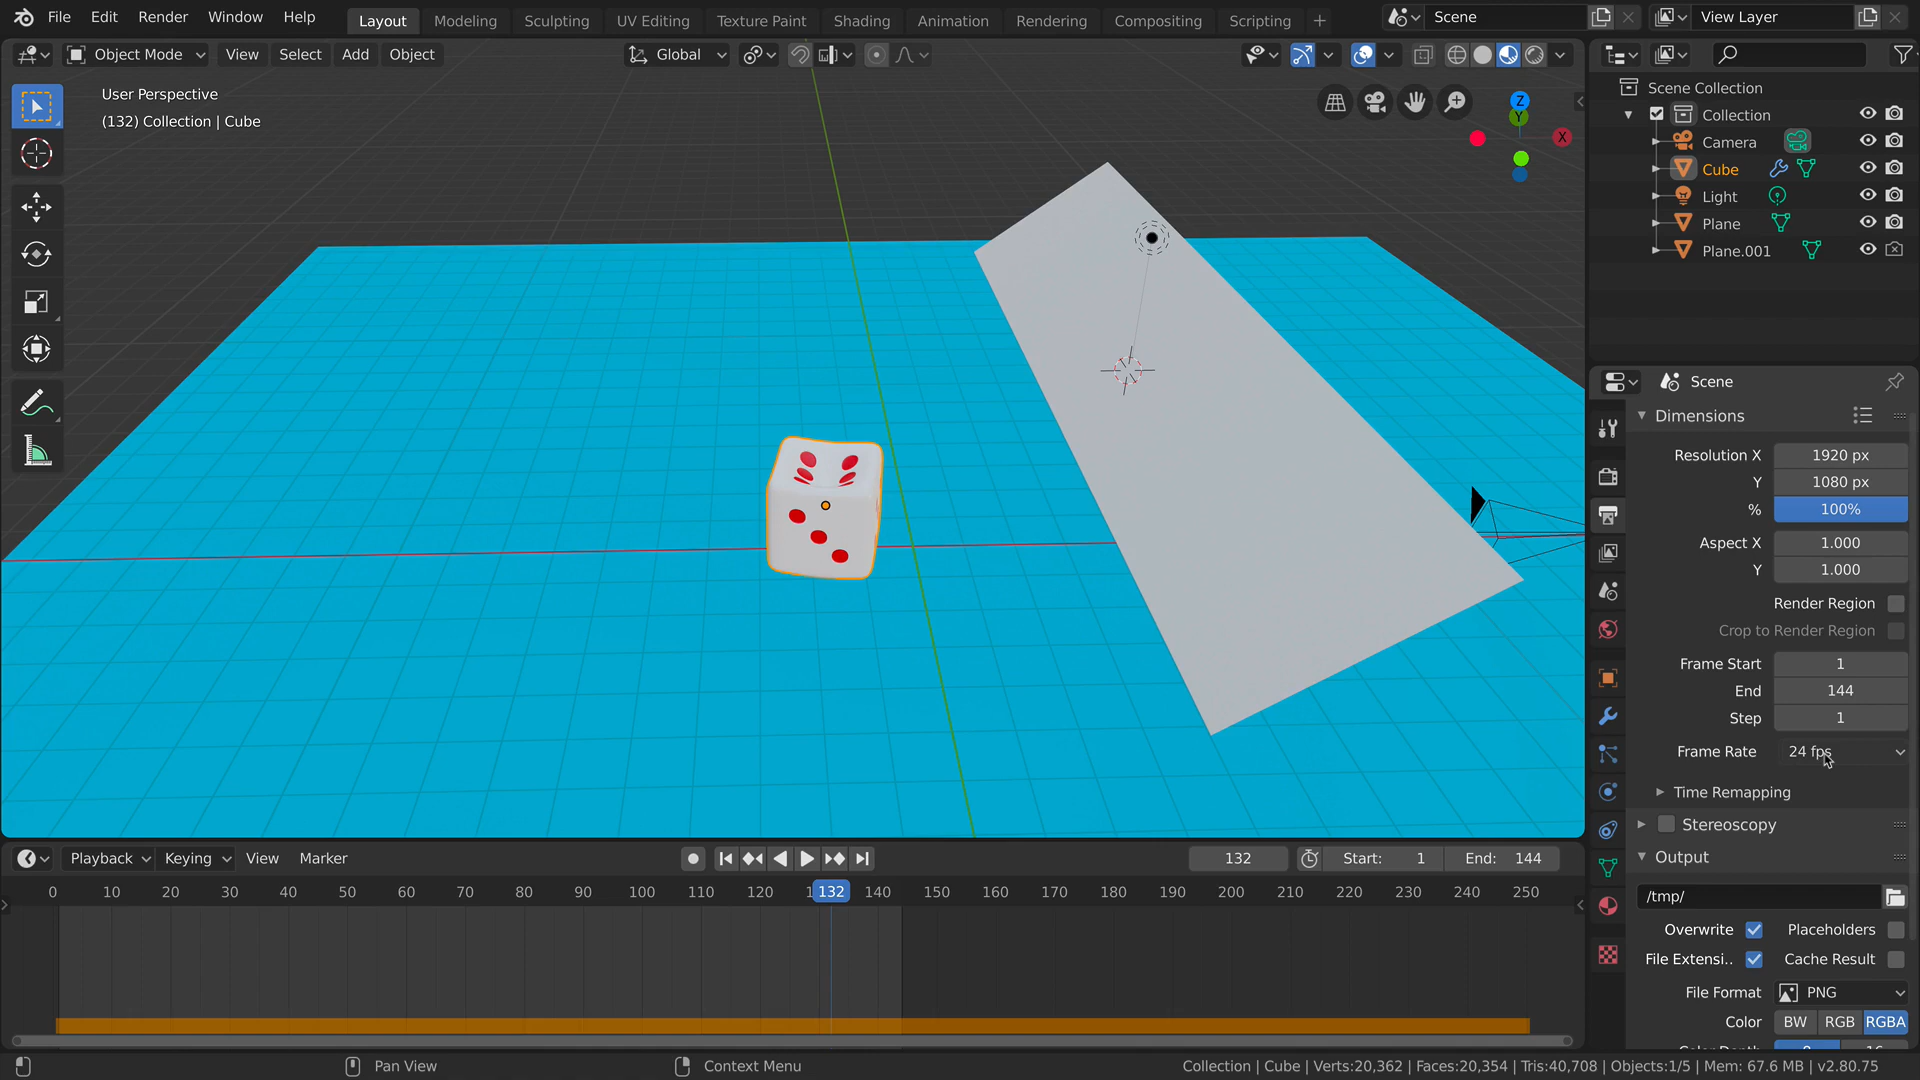 File Edit Render Window Help Layout Modeling Sculpting UV Editing Texture Paint Shading Animation Rendering Compositing Scripting + Scene View Layer
Object Mode View Select Add Object Global
User Perspective
(132) Collection | Cube
Z
Y
X
Scene Collection
Collection
Camera
Cube
Light
Plane
Plane.001
Scene
Dimensions
Resolution X 1920 px
Y 1080 px
% 100%
Aspect X 1.000
Y 1.000
Render Region
Crop to Render Region
Frame Start 1
End 144
Step 1
Frame Rate 24 fps
Time Remapping
Stereoscopy
Output
/tmp/
Overwrite Placeholders
File Extensi.. Cache Result
File Format PNG
Color BW RGB RGBA
Playback Keying View Marker 132 Start: 1 End: 144
0 10 20 30 40 50 60 70 80 90 100 110 120 132 140 150 160 170 180 190 200 210 220 230 240 250
Pan View Context Menu Collection | Cube | Verts:20,362 | Faces:20,354 | Tris:40,708 | Objects:1/5 | Mem: 67.6 MB | v2.80.75